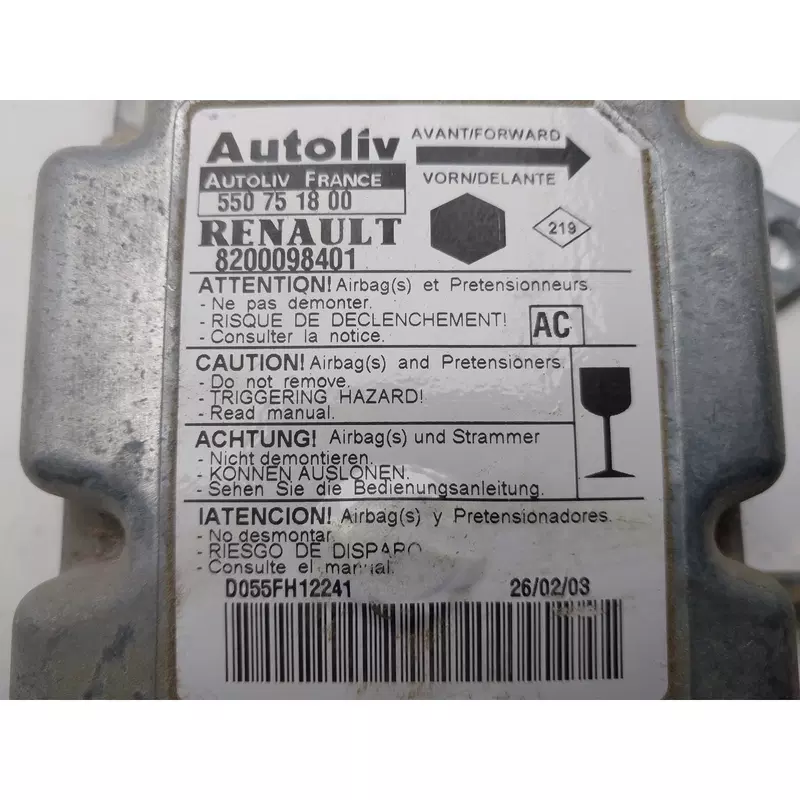 Autoliv
AVANT/FORWARD
AUTOLIV FRANCE
VORN/DELANTE
550 75 18 00
RENAULT
219
8200098401
ATTENTION! Airbag(s) et Pretensionneurs.
- Ne pas demonter.
- RISQUE DE DECLENCHEMENT!
- Consulter la notice.
AC
CAUTION! Airbag(s) and Pretensioners.
- Do not remove.
- TRIGGERING HAZARD!
- Read manual.
ACHTUNG! Airbag(s) und Strammer
- Nicht demontieren.
- KONNEN AUSLONEN.
- Sehen Sie die Bedienungsanleitung.
IATENCION! Airbag(s) y Pretensionadores.
- No desmontar.
- RIESGO DE DISPARO
- Consulte el manual.
D055FH12241
26/02/03